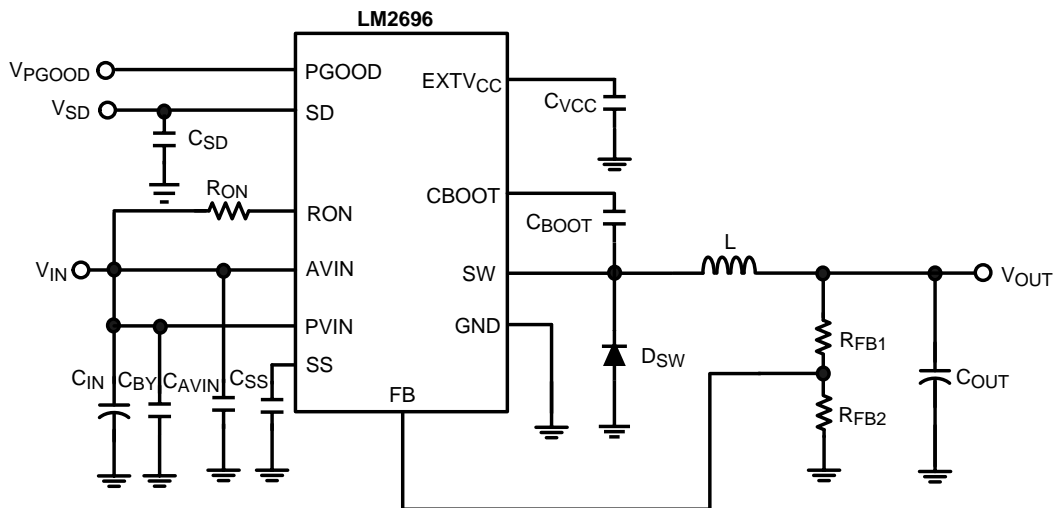 LM2696
VPGOOD
PGOOD
EXTVCC
VSD
SD
CVCC
CSD
RON
RON
CBOOT
CBOOT
L
VIN
AVIN
SW
VOUT
PVIN
GND
DSW
RFB1
SS
CIN
CBY
CAVIN
CSS
FB
COUT
RFB2